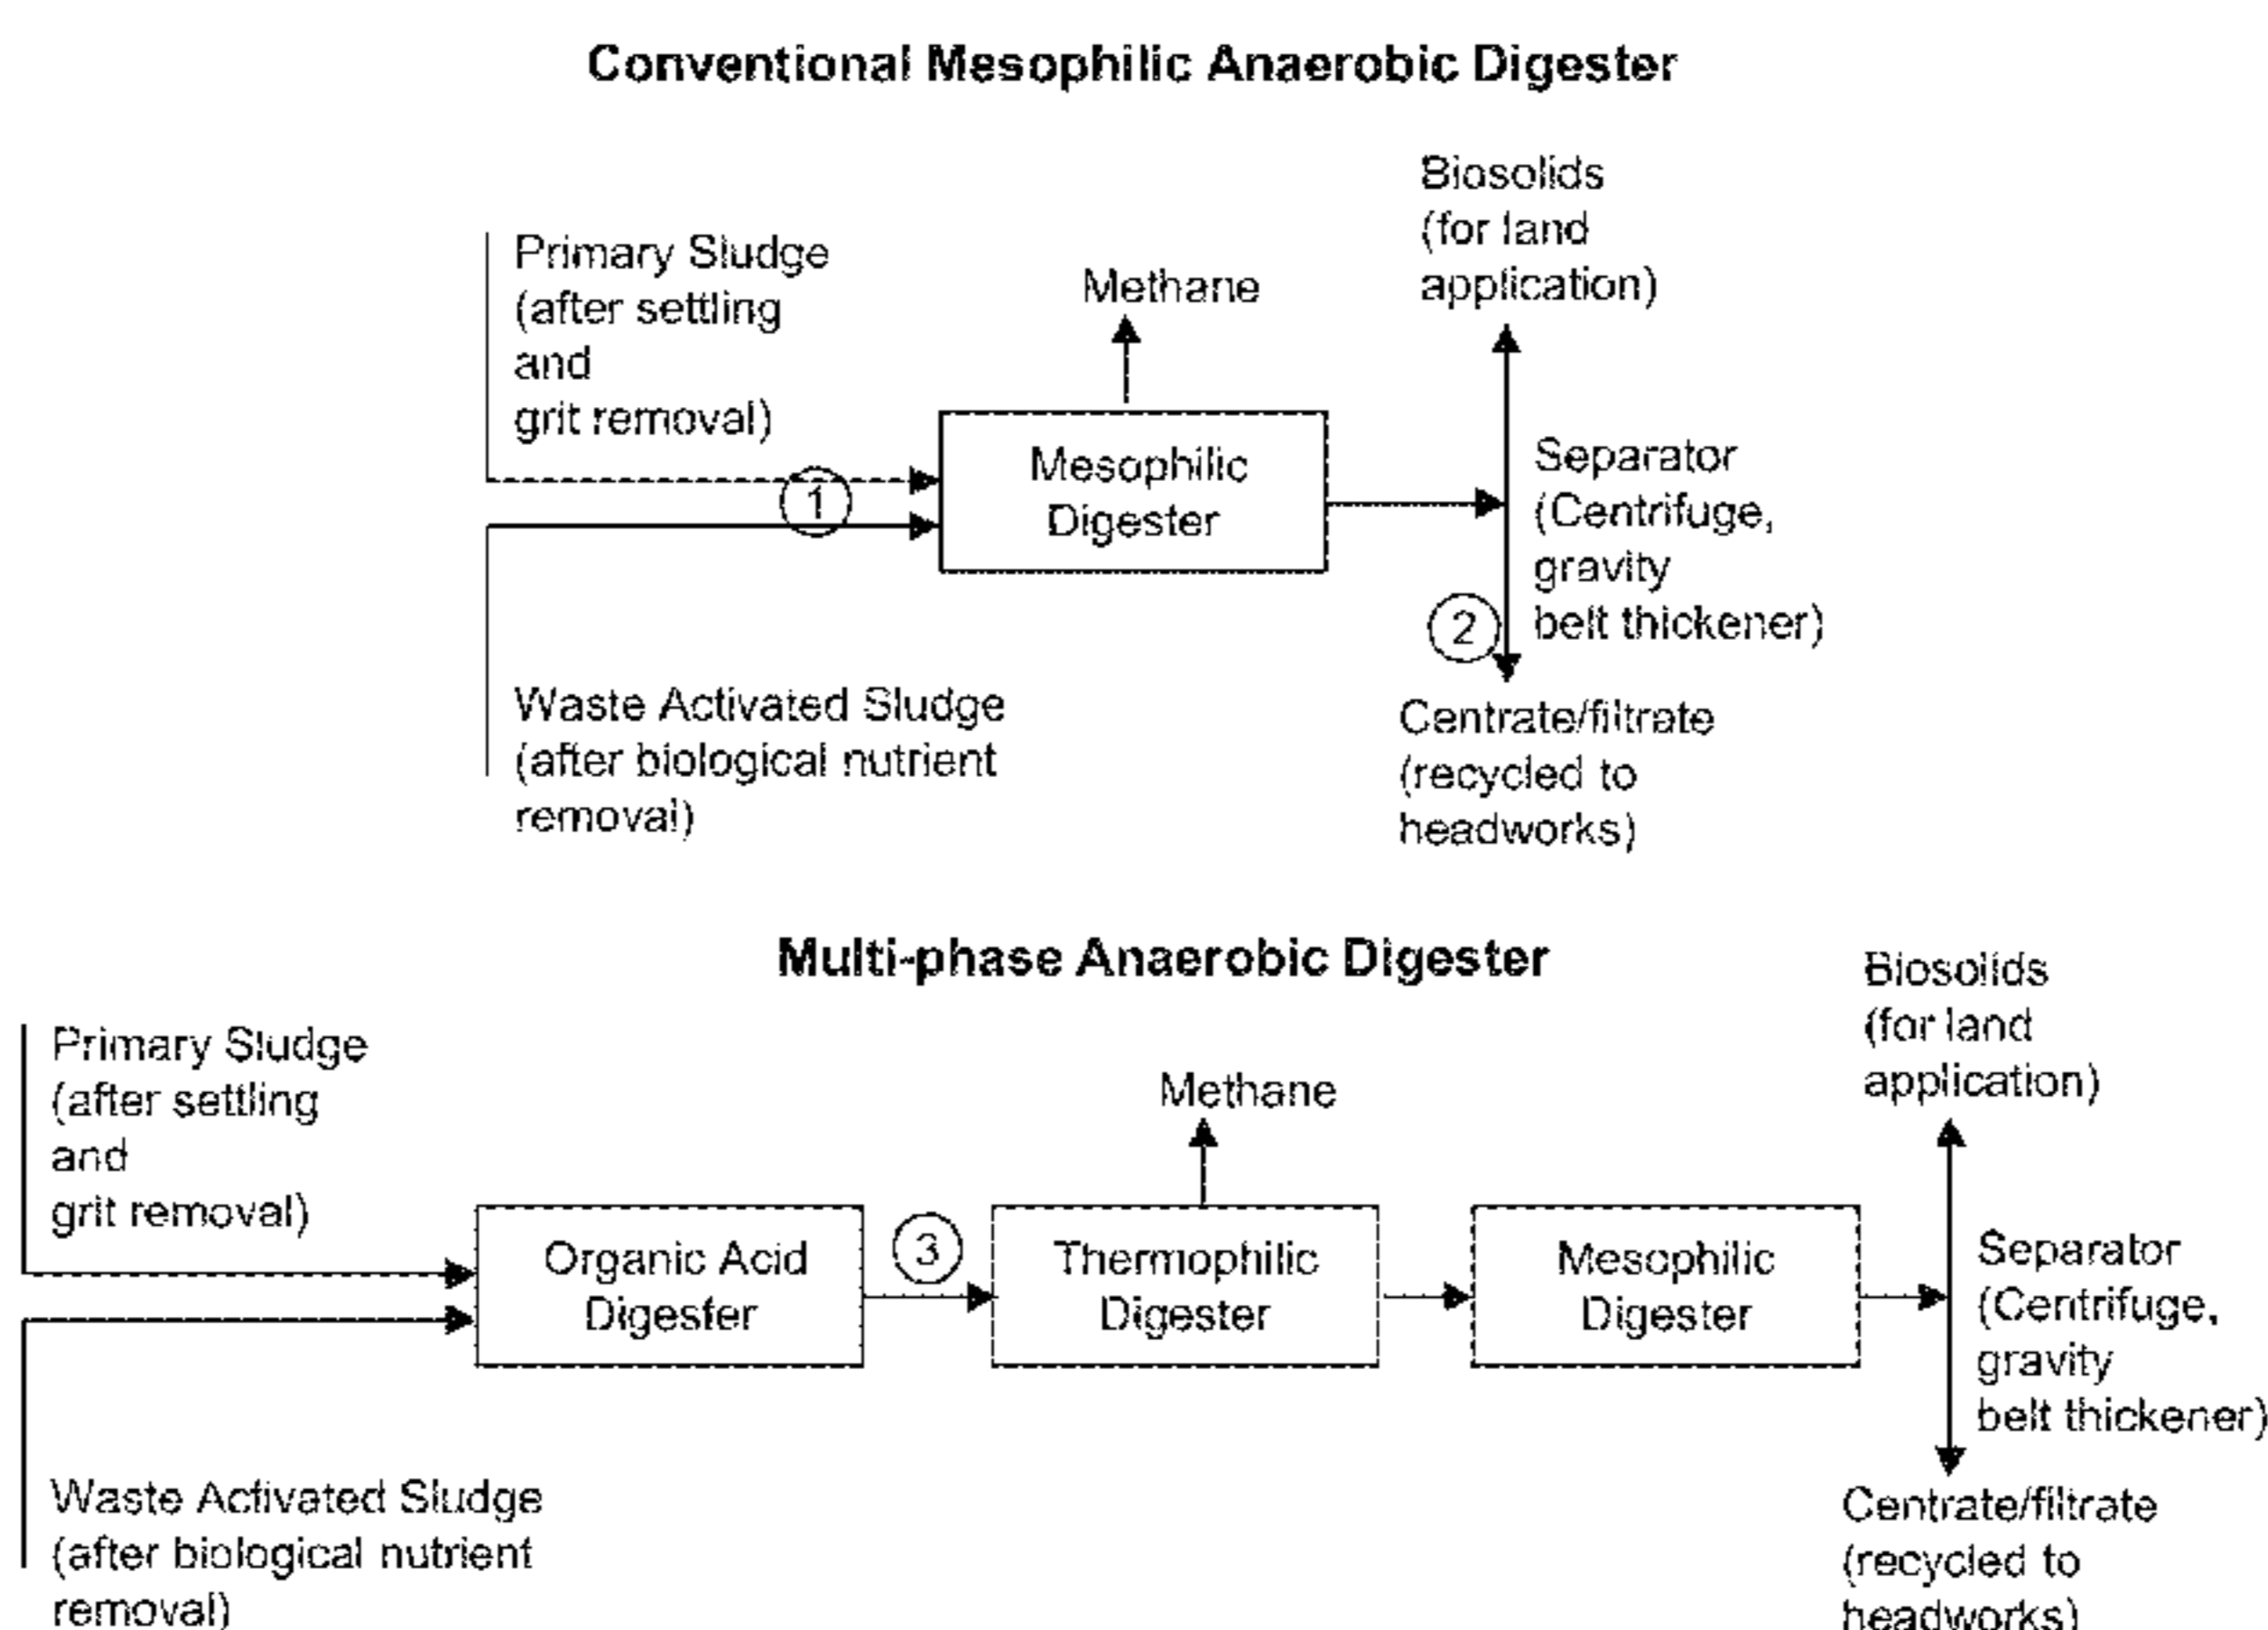 Conventional Mesophilic Anaerobic Digester
Primary Sludge
(after settling
and
grit removal)
Methane
Biosolids
(for land
application)
1
Mesophilic
Digester
Separator
(Centrifuge,
gravity
belt thickener)
2
Waste Activated Sludge
(after biological nutrient
removal)
Centrate/filtrate
(recycled to
headworks)
Multi-phase Anaerobic Digester
Primary Sludge
(after settling
and
grit removal)
Methane
Biosolids
(for land
application)
Organic Acid
Digester
3
Thermophilic
Digester
Mesophilic
Digester
Separator
(Centrifuge,
gravity
belt thickener)
Waste Activated Sludge
(after biological nutrient
removal)
Centrate/filtrate
(recycled to
headworks)